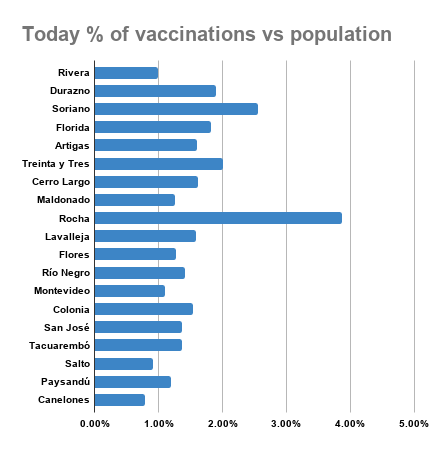 Today % of vaccinations vs population
Rivera
Durazno
Soriano
Florida
Artigas
Treinta y Tres
Cerro Largo
Maldonado
Rocha
Lavalleja
Flores
Río Negro
Montevideo
Colonia
San José
Tacuarembó
Salto
Paysandú
Canelones
0.00% 1.00% 2.00% 3.00% 4.00% 5.00%